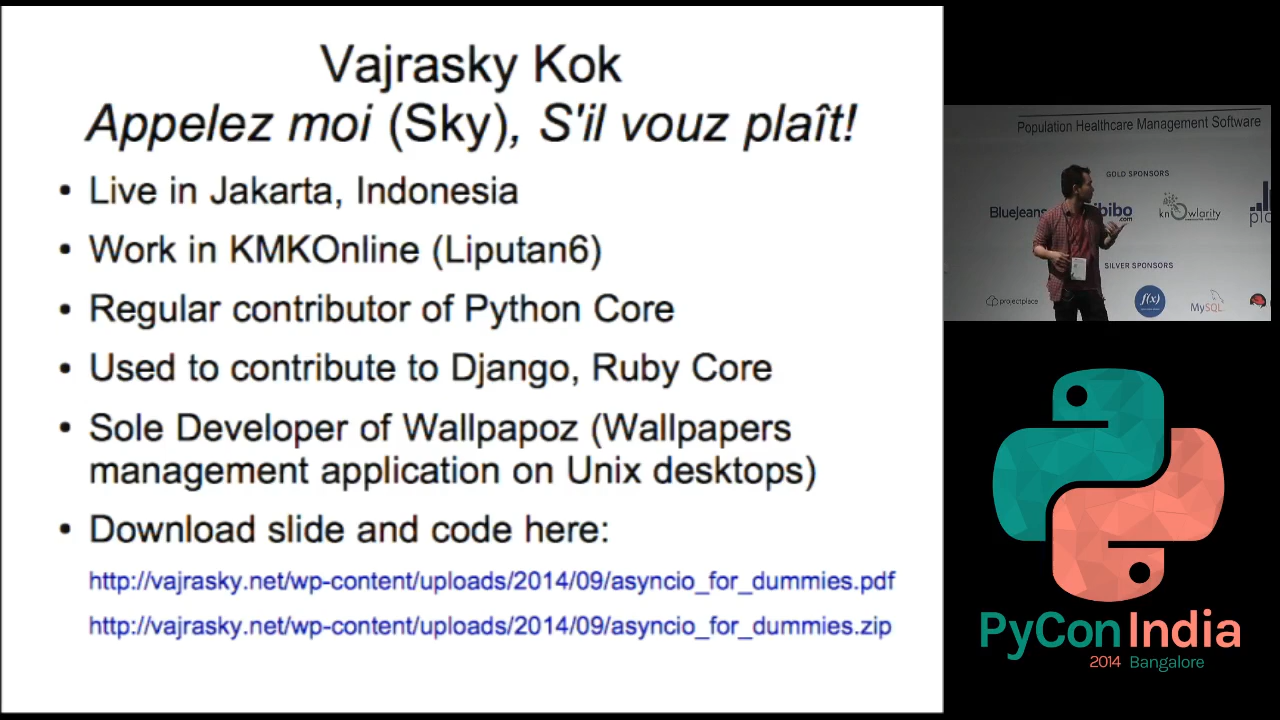 Vajrasky Kok
Appelez moi (Sky), S'il vouz plaît!
• Live in Jakarta, Indonesia
• Work in KMKOnline (Liputan6)
• Regular contributor of Python Core
• Used to contribute to Django, Ruby Core
• Sole Developer of Wallpapoz (Wallpapers
management application on Unix desktops)
• Download slide and code here:
http://vajrasky.net/wp-content/uploads/2014/09/asyncio_for_dummies.pdf
http://vajrasky.net/wp-content/uploads/2014/09/asyncio_for_dummies.zip
Population Healthcare Management Software
GOLD SPONSORS
BlueJeans
ibibo
.com
knowlarity
SILVER SPONSORS
projectplace
f(x)
MySQL
PyCon India
2014 Bangalore